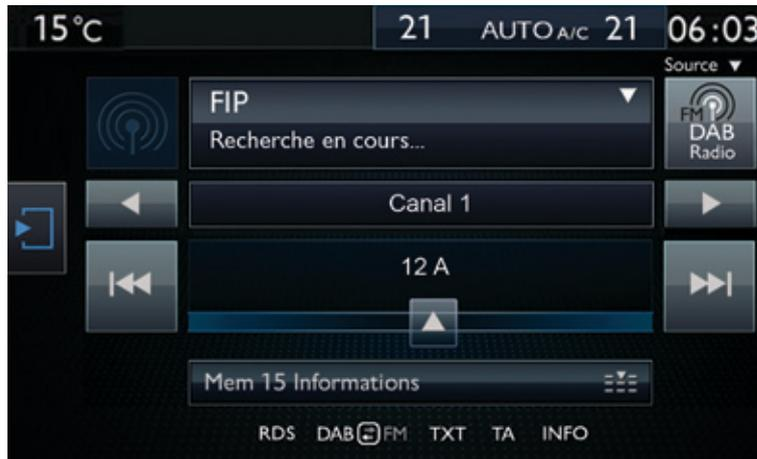 15°C
21 AUTO A/C 21
06:03
Source
FIP
Recherche en cours...
FM
DAB
Radio
Canal 1
12 A
Mem 15 Informations
RDS DAB FM TXT TA INFO